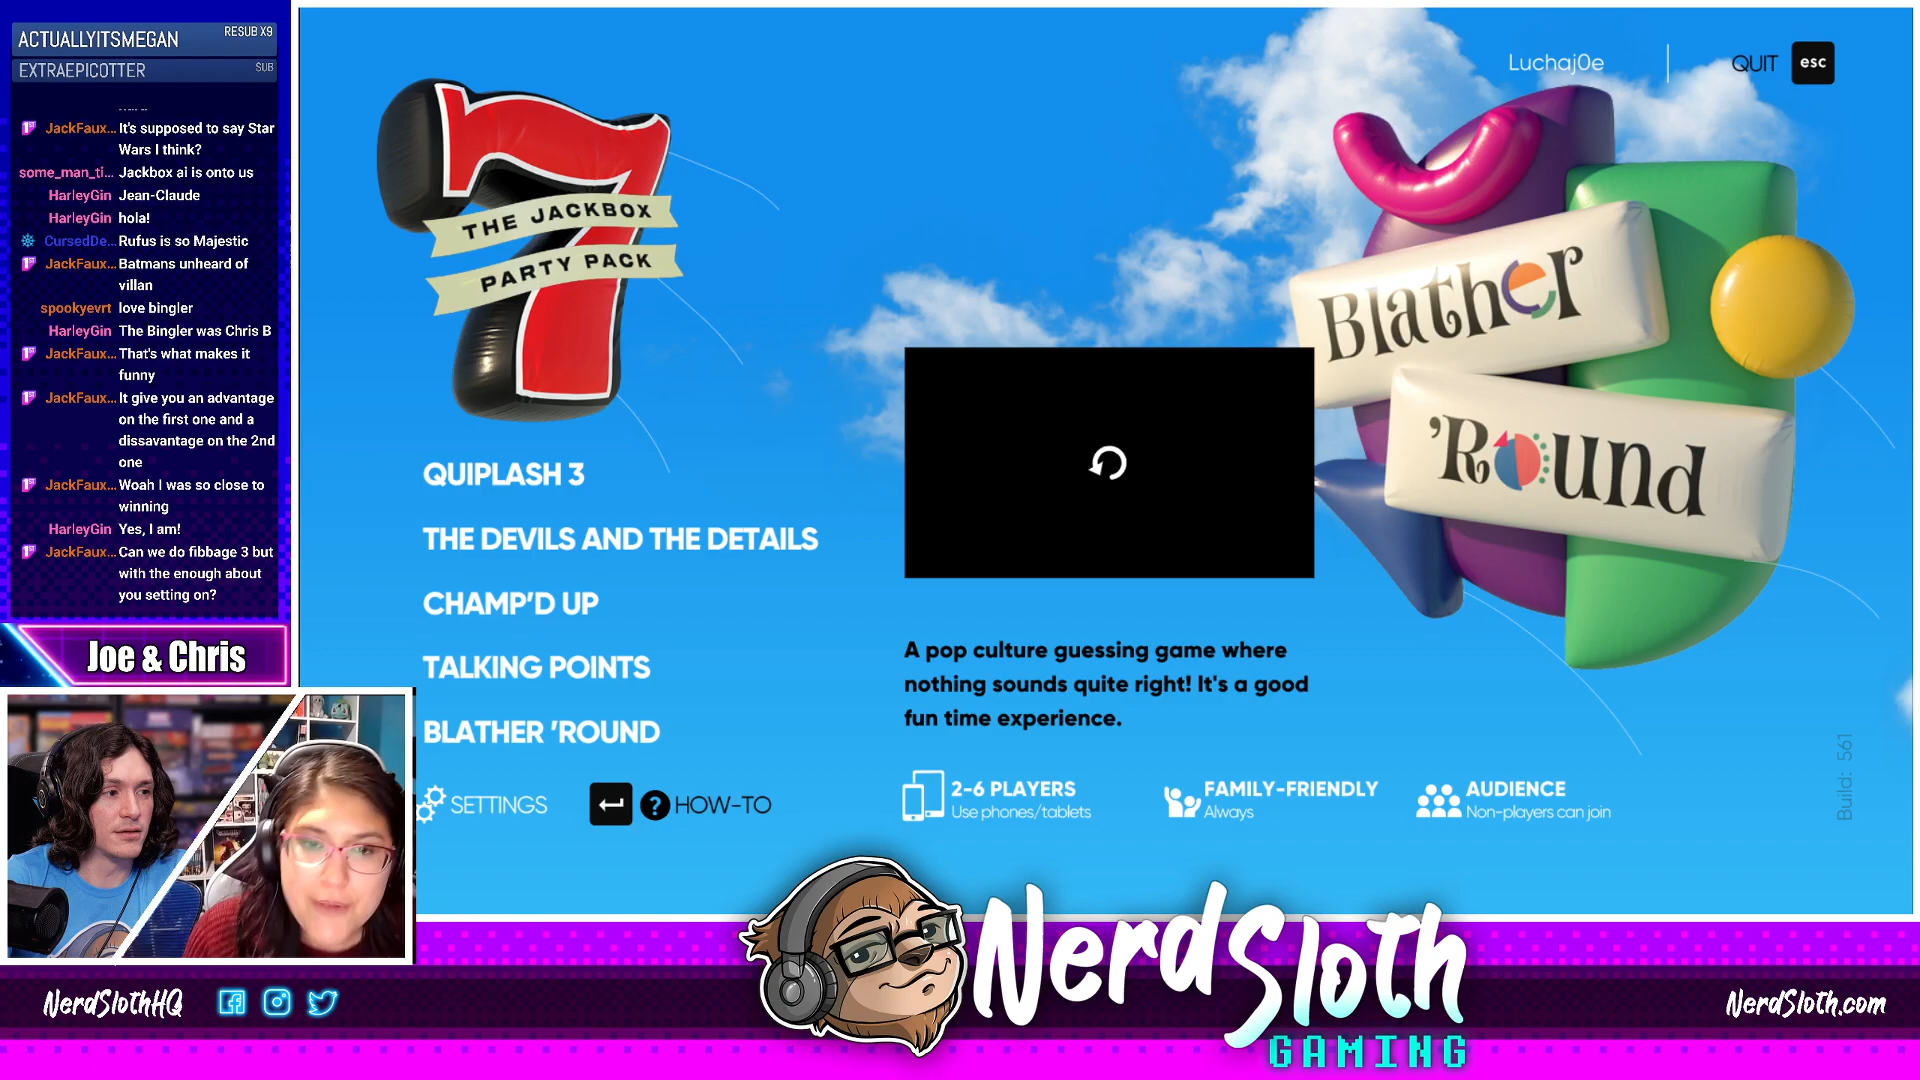 ACTUALLYITSMEGAN RESUB X9
EXTRAEPICOTTER SUB
JackFaux... It's supposed to say Star
Wars I think?
some_man_ti... Jackbox ai is onto us
HarleyGin Jean-Claude
HarleyGin hola!
CursedDe... Rufus is so Majestic
JackFaux... Batmans unheard of
villan
spookyevrt love bingler
HarleyGin The Bingler was Chris B
JackFaux... That's what makes it
funny
JackFaux... It give you an advantage
on the first one and a
dissavantage on the 2nd
one
JackFaux... Woah I was so close to
winning
HarleyGin Yes, I am!
JackFaux... Can we do fibbage 3 but
with the enough about
you setting on?
Joe & Chris
Luchaj0e
QUIT esc
7
THE JACKBOX
PARTY PACK
QUIPLASH 3
THE DEVILS AND THE DETAILS
CHAMP'D UP
TALKING POINTS
BLATHER 'ROUND
SETTINGS
? HOW-TO
Blather
'Round
A pop culture guessing game where
nothing sounds quite right! It's a good
fun time experience.
2-6 PLAYERS
Use phones/tablets
FAMILY-FRIENDLY
Always
AUDIENCE
Non-players can join
Build: 561
NerdSloth
GAMING
NerdSlothHQ
NerdSloth.com